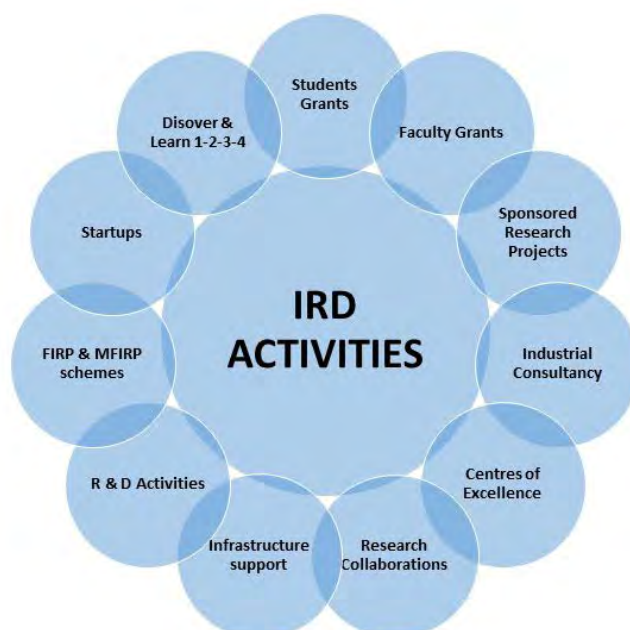 IRD
ACTIVITIES
Students
Grants
Faculty Grants
Sponsored
Research
Projects
Industrial
Consultancy
Centres of
Excellence
Research
Collaborations
Infrastructure
support
R & D Activities
FIRP & MFIRP
schemes
Startups
Disover &
Learn 1-2-3-4